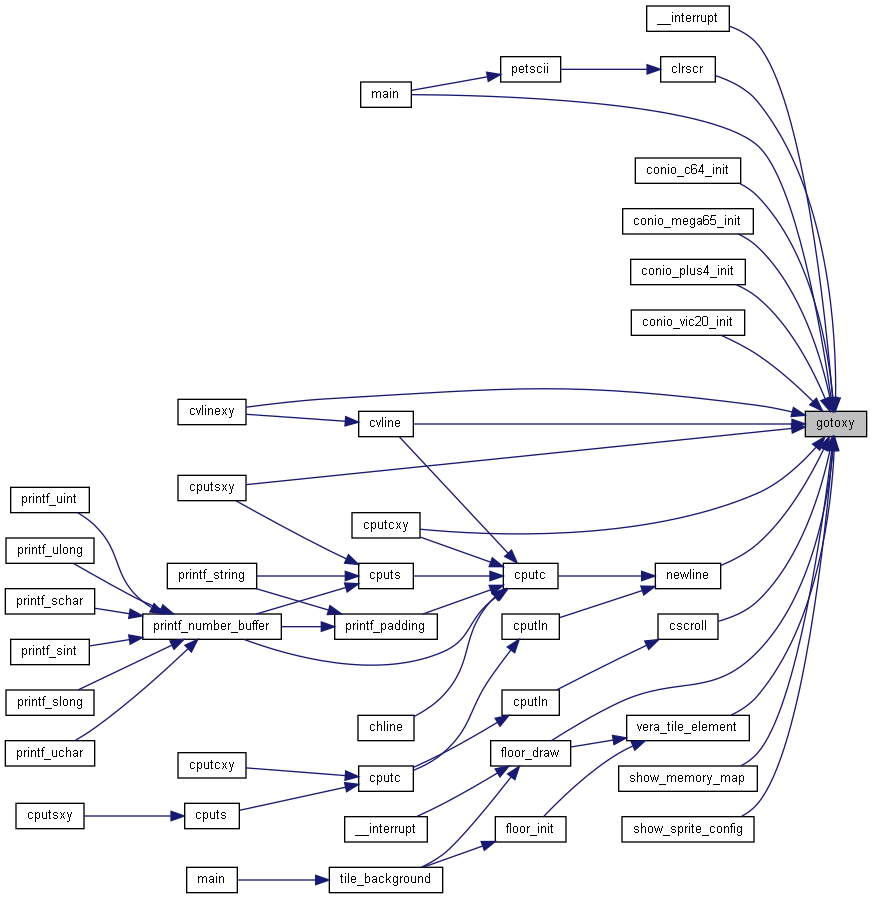 __interrupt
petscii
clrscr
main
conio_c64_init
conio_mega65_init
conio_plus4_init
conio_vic20_init
cvlinexy
cvline
gotoxy
cputsxy
printf_uint
cputcxy
printf_ulong
printf_string
cputs
cputc
newline
printf_schar
printf_number_buffer
printf_padding
cputln
cscroll
printf_sint
printf_slong
cputln
chline
vera_tile_element
printf_uchar
floor_draw
cputcxy
cputc
show_memory_map
cputsxy
cputs
__interrupt
floor_init
show_sprite_config
main
tile_background